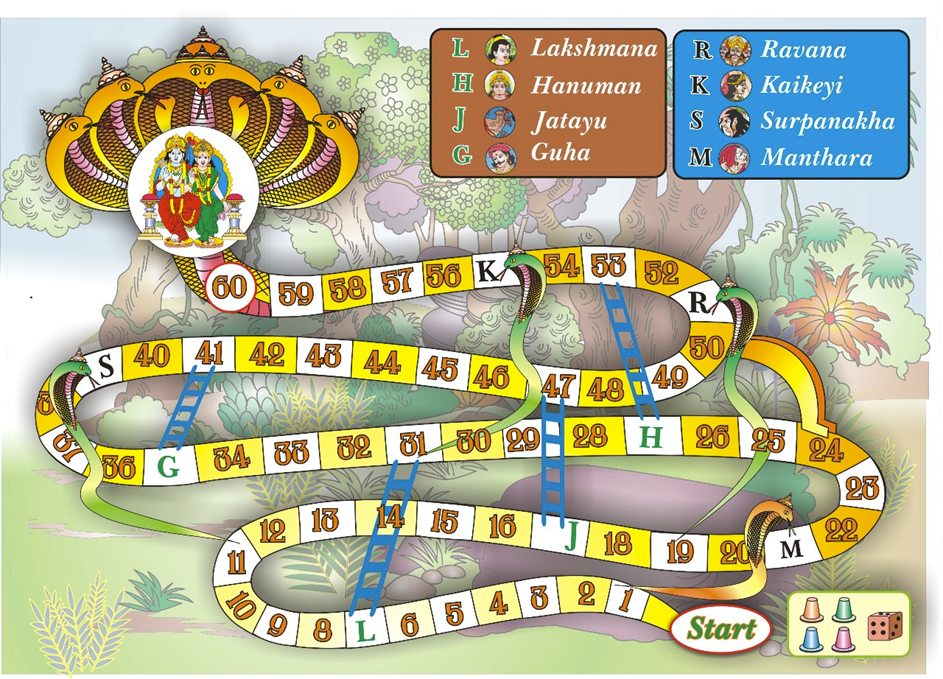 L Lakshmana
H Hanuman
J Jatayu
G Guha
R Ravana
K Kaikeyi
S Surpanakha
M Manthara
60 59 58 57 56 K 54 53 52
R
50
S 40 41 42 43 44 45 46 47 48 49
37
36 G 34 33 32 31 30 29 28 H 26 25 24
23
12 13 14 15 16 J 18 19 20 M 22
11
10 9 8 L 6 5 4 3 2 1 Start